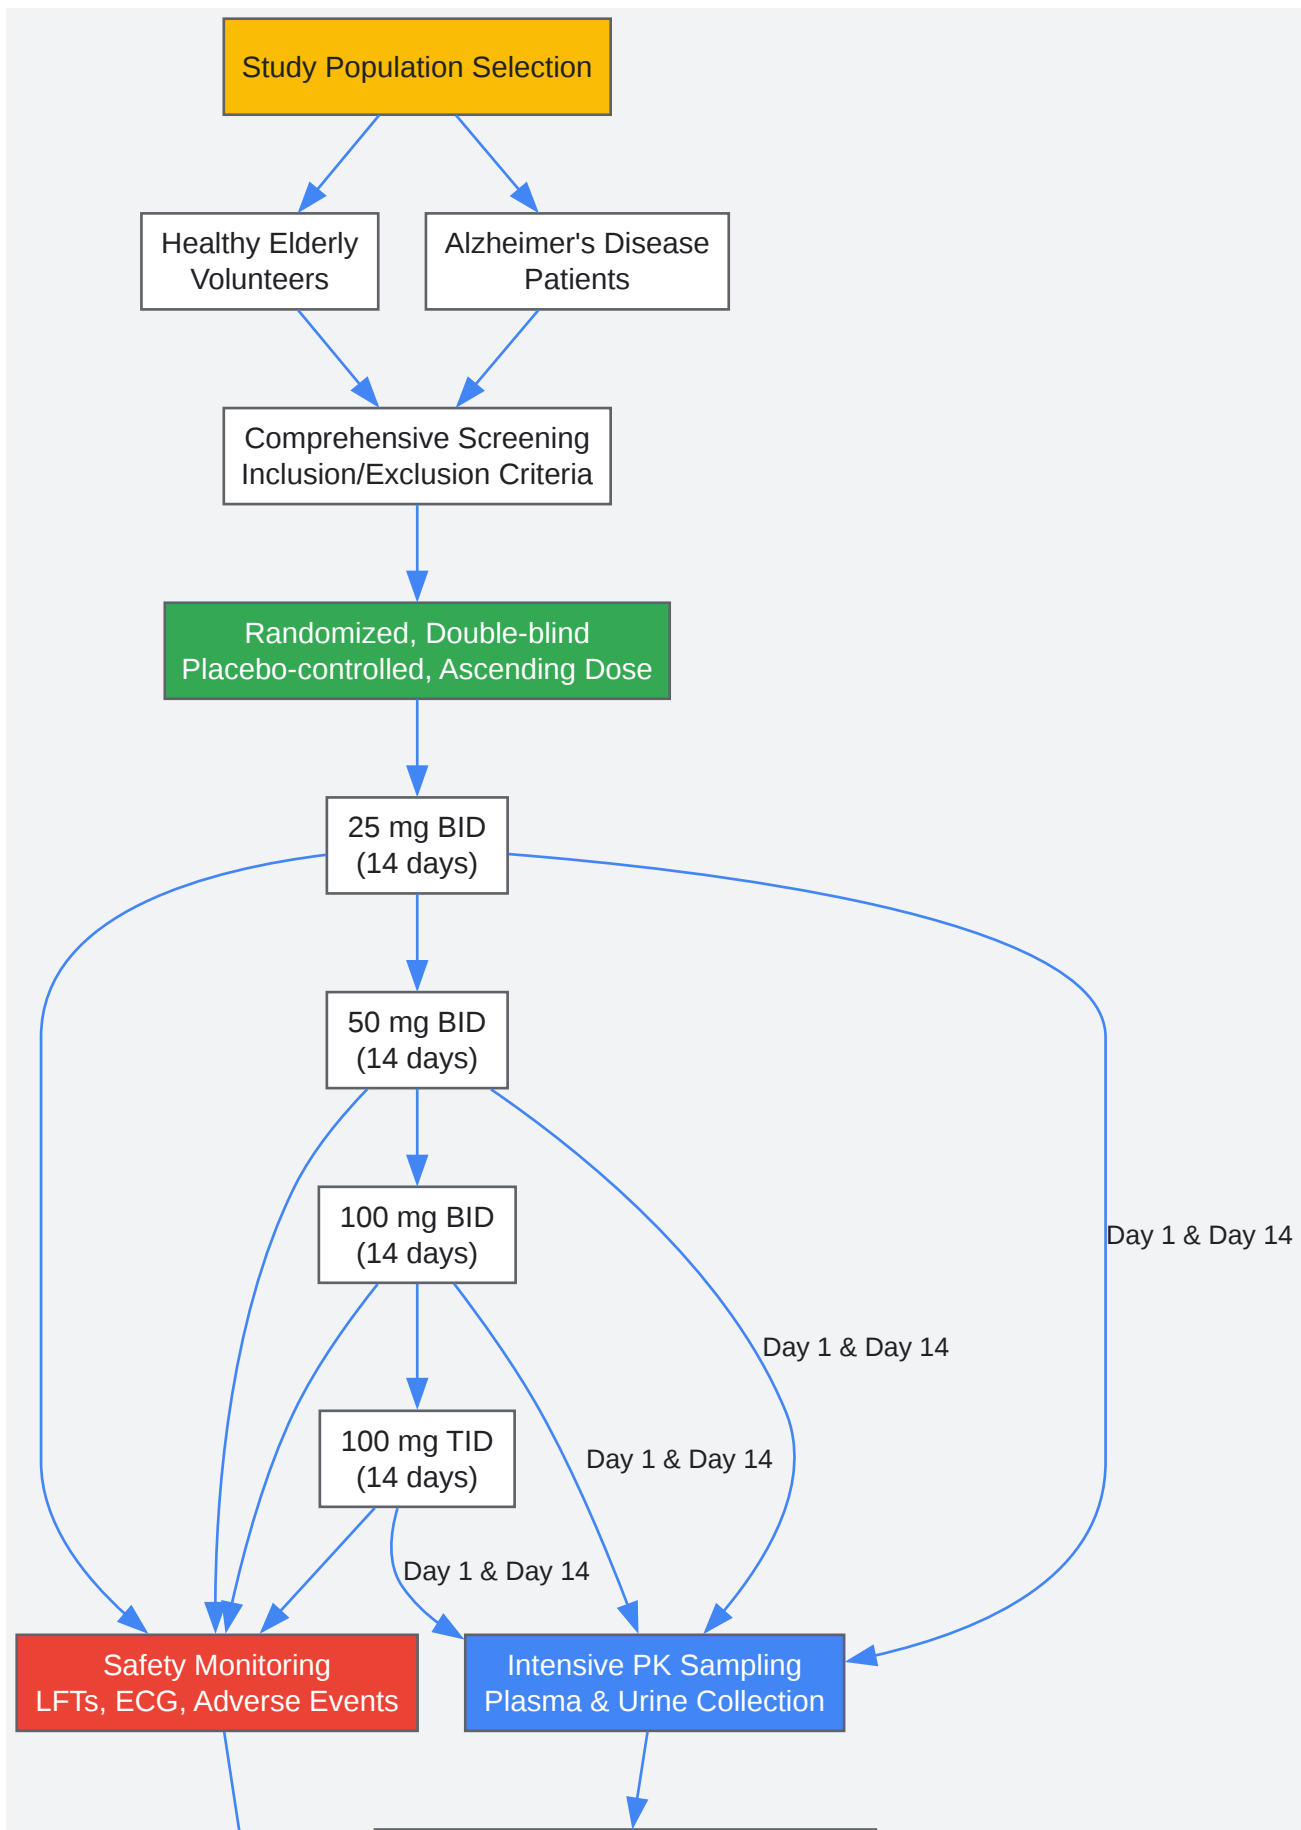 Study Population Selection
Healthy Elderly
Volunteers
Alzheimer's Disease
Patients
Comprehensive Screening
Inclusion/Exclusion Criteria
Randomized, Double-blind
Placebo-controlled, Ascending Dose
25 mg BID
(14 days)
50 mg BID
(14 days)
100 mg BID
(14 days)
Day 1 & Day 14
Day 1 & Day 14
100 mg TID
(14 days)
Day 1 & Day 14
Day 1 & Day 14
Safety Monitoring
LFTs, ECG, Adverse Events
Intensive PK Sampling
Plasma & Urine Collection